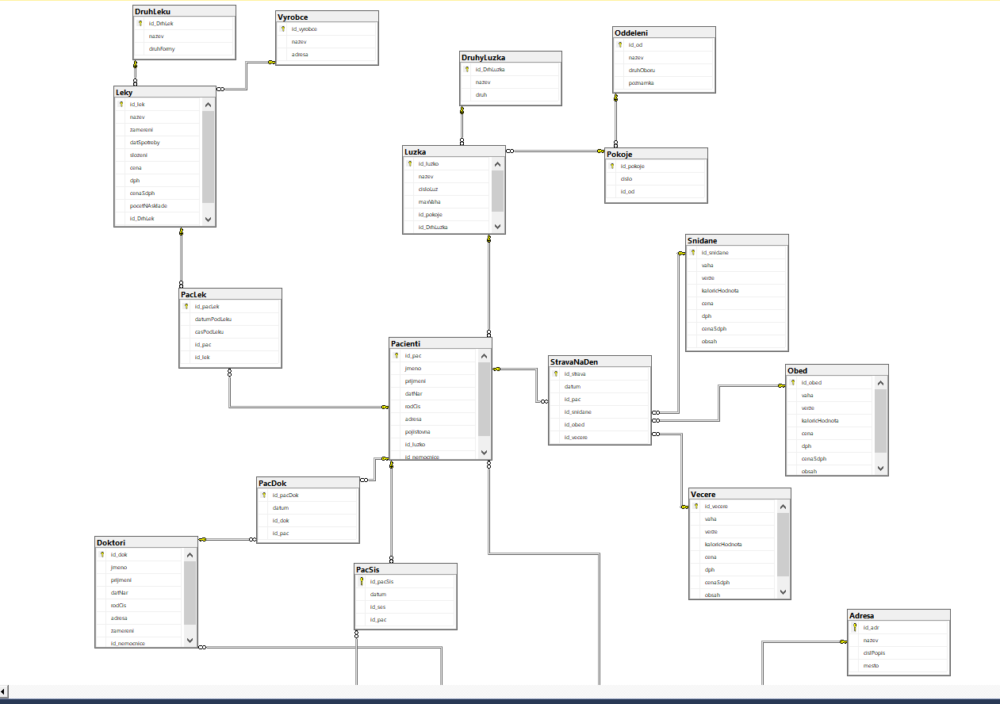 DruhLeku
id_DrhLek
nazev
druhFormy
Vyrobce
id_vyrobce
nazev
adresa
Leky
id_lek
nazev
zamereni
datSpotreby
slozeni
cena
dph
cenaSdph
pocetNAsklade
id_DrhLek
DruhyLuzka
id_DrhLuzka
nazev
druh
Oddeleni
id_od
nazev
druhOboru
poznamka
Luzka
id_luzko
nazev
cisloLuz
maxVaha
id_pokoje
id_DrhLuzka
Pokoje
id_pokoje
cislo
id_od
PacLek
id_pacLek
datumPodLeku
casPodLeku
id_pac
id_lek
Snidane
id_snidane
vaha
verze
kaloricHodnota
cena
dph
cenaSdph
obsah
Pacienti
id_pac
jmeno
prijmeni
datNar
rodCis
adresa
pojistovna
id_luzko
id_nemocnice
StravaNaDen
id_strava
datum
id_pac
id_snidane
id_obed
id_vecere
Obed
id_obed
vaha
verze
kaloricHodnota
cena
dph
cenaSdph
obsah
PacDok
id_pacDok
datum
id_dok
id_pac
Vecere
id_vecere
vaha
verze
kaloricHodnota
cena
dph
cenaSdph
obsah
Doktori
id_dok
jmeno
prijmeni
datNar
rodCis
adresa
zamereni
id_nemocnice
PacSis
id_pacSis
datum
id_ses
id_pac
Adresa
id_adr
nazev
cislPopis
mesto